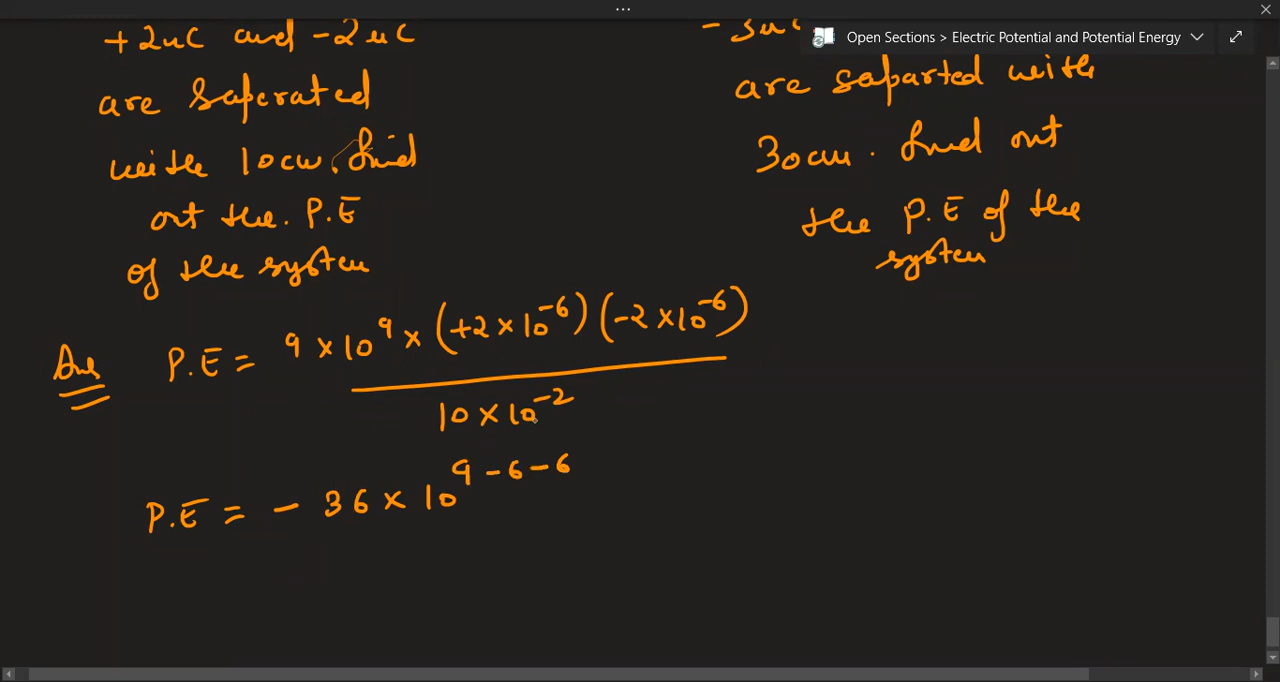 +2uc and -2uc
are Saperated
with 10cm. find
out the. P.E
of the system
-3uc
are saparted with
30cm. find out
the P.E of the
system
Open Sections > Electric Potential and Potential Energy
Ans P.E = 9 × 10^9 × (+2 × 10^-6) (-2 × 10^-6)
10 × 10^-2
P.E = - 36 × 10^9-6-6